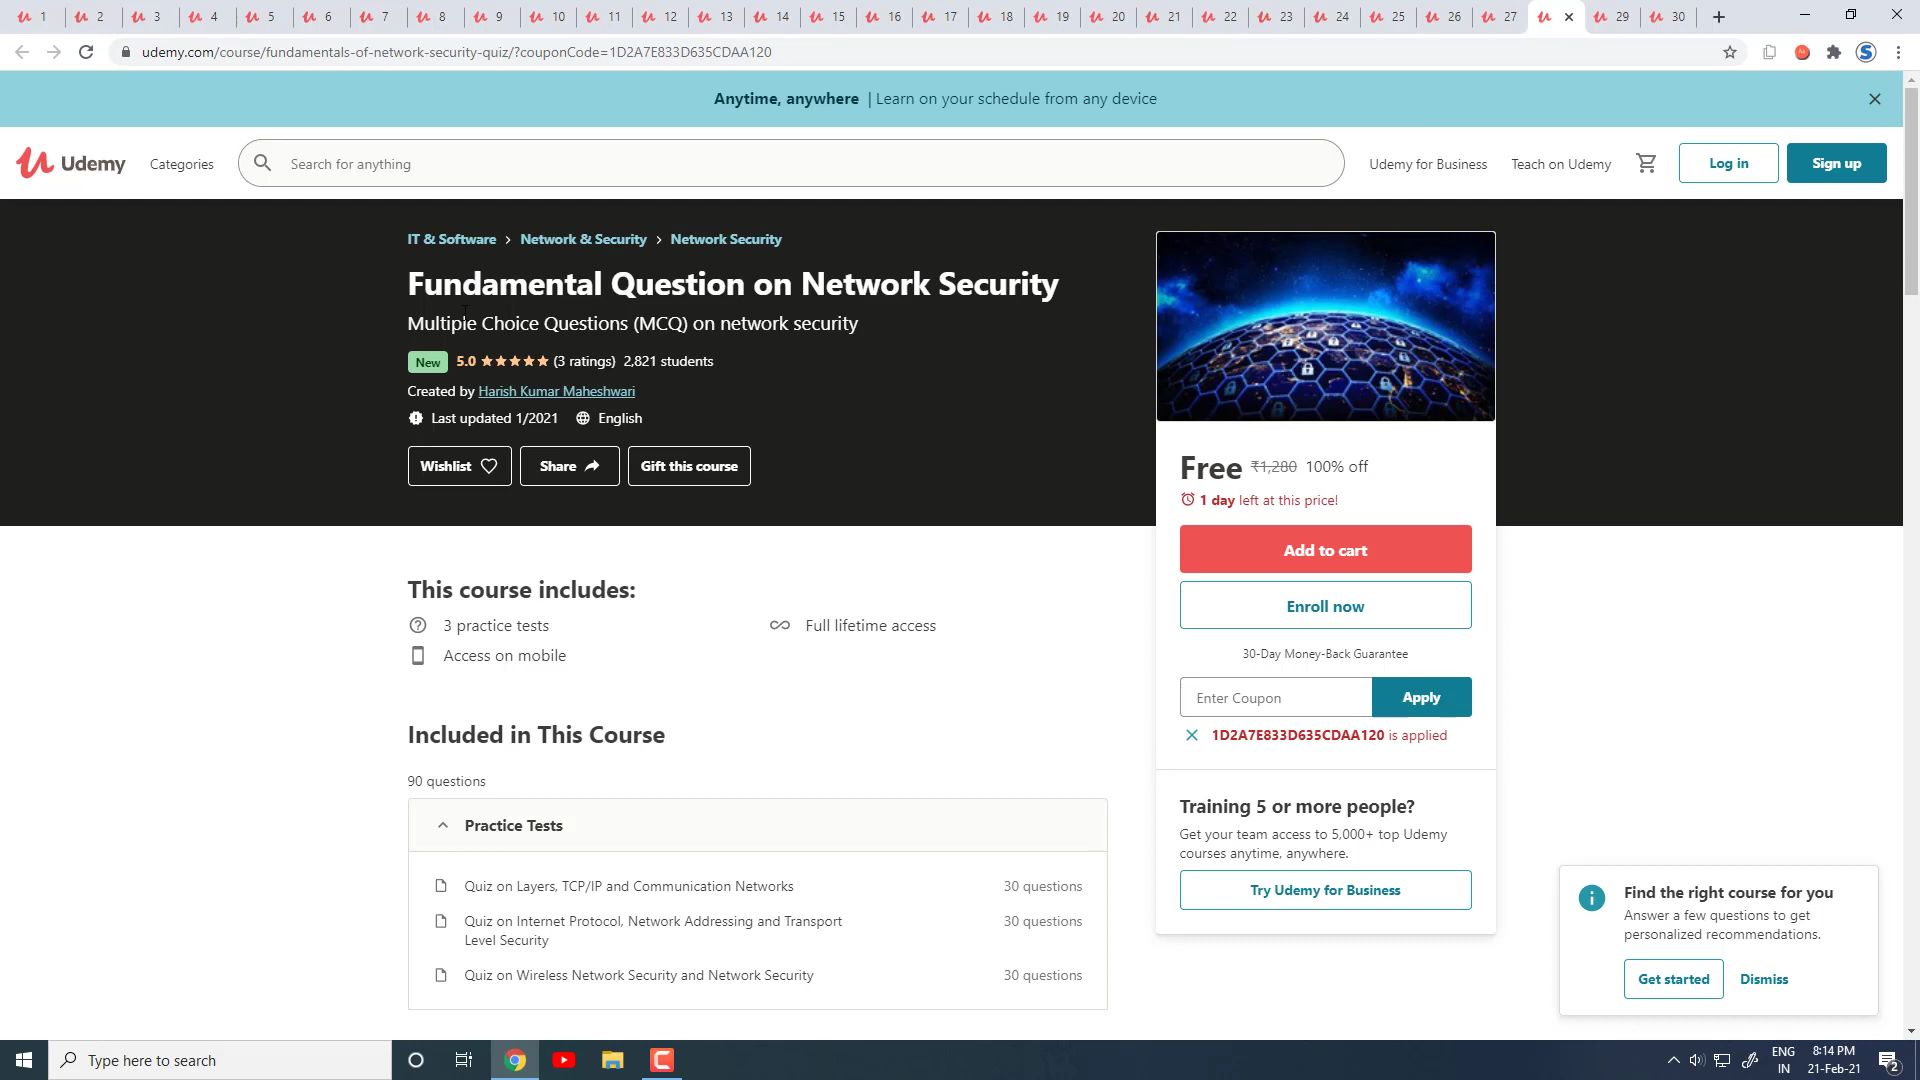 1 2 3 4 5 6 7 8 9 10 11 12 13 14 15 16 17 18 19 20 21 22 23 24 25 26 27 29 30
udemy.com/course/fundamentals-of-network-security-quiz/?couponCode=1D2A7E833D635CDAA120
Anytime, anywhere | Learn on your schedule from any device
Udemy Categories Search for anything Udemy for Business Teach on Udemy Log in Sign up
IT & Software › Network & Security › Network Security
Fundamental Question on Network Security
Multiple Choice Questions (MCQ) on network security
New 5.0 (3 ratings) 2,821 students
Created by Harish Kumar Maheshwari
Last updated 1/2021 English
Wishlist Share Gift this course
Free ₹1,280 100% off
1 day left at this price!
Add to cart
Enroll now
30-Day Money-Back Guarantee
Enter Coupon Apply
1D2A7E833D635CDAA120 is applied
Training 5 or more people?
Get your team access to 5,000+ top Udemy
courses anytime, anywhere.
Try Udemy for Business
This course includes:
3 practice tests Full lifetime access
Access on mobile
Included in This Course
90 questions
Practice Tests
Quiz on Layers, TCP/IP and Communication Networks 30 questions
Quiz on Internet Protocol, Network Addressing and Transport 30 questions
Level Security
Quiz on Wireless Network Security and Network Security 30 questions
Find the right course for you
Answer a few questions to get
personalized recommendations.
Get started Dismiss
Type here to search
ENG
IN
8:14 PM
21-Feb-21
2